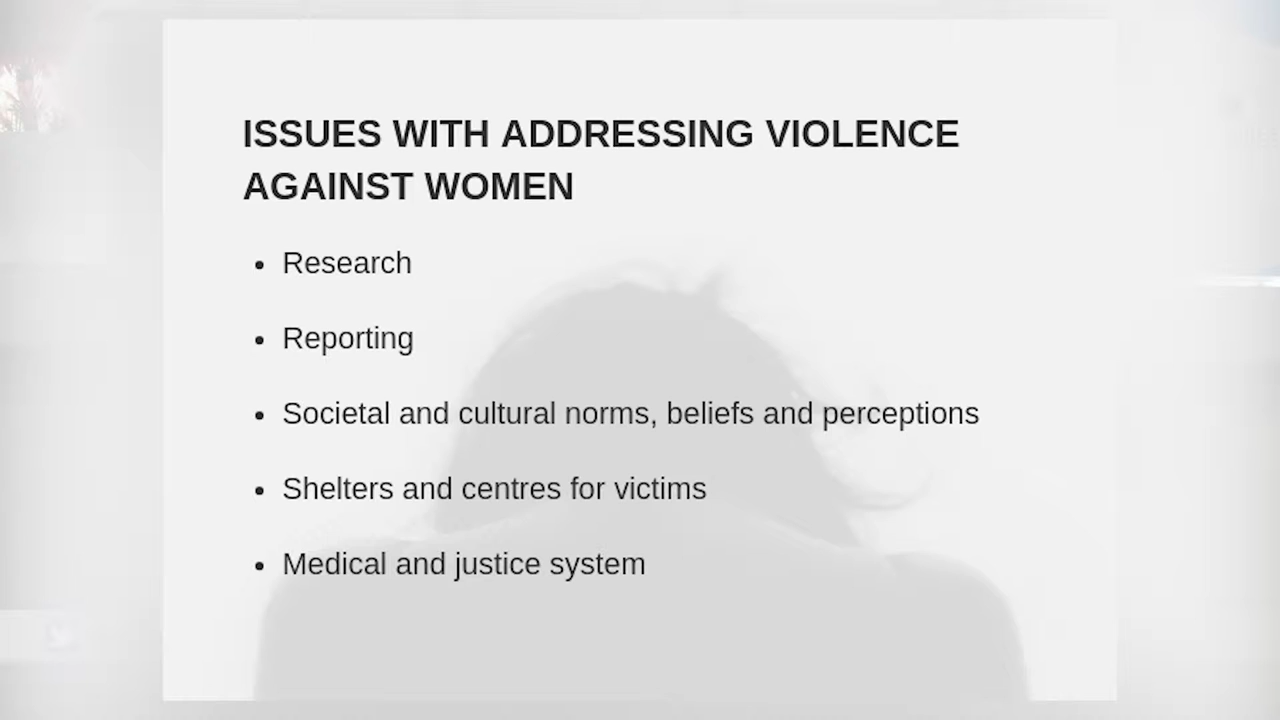 ISSUES WITH ADDRESSING VIOLENCE
AGAINST WOMEN
• Research
• Reporting
• Societal and cultural norms, beliefs and perceptions
• Shelters and centres for victims
• Medical and justice system